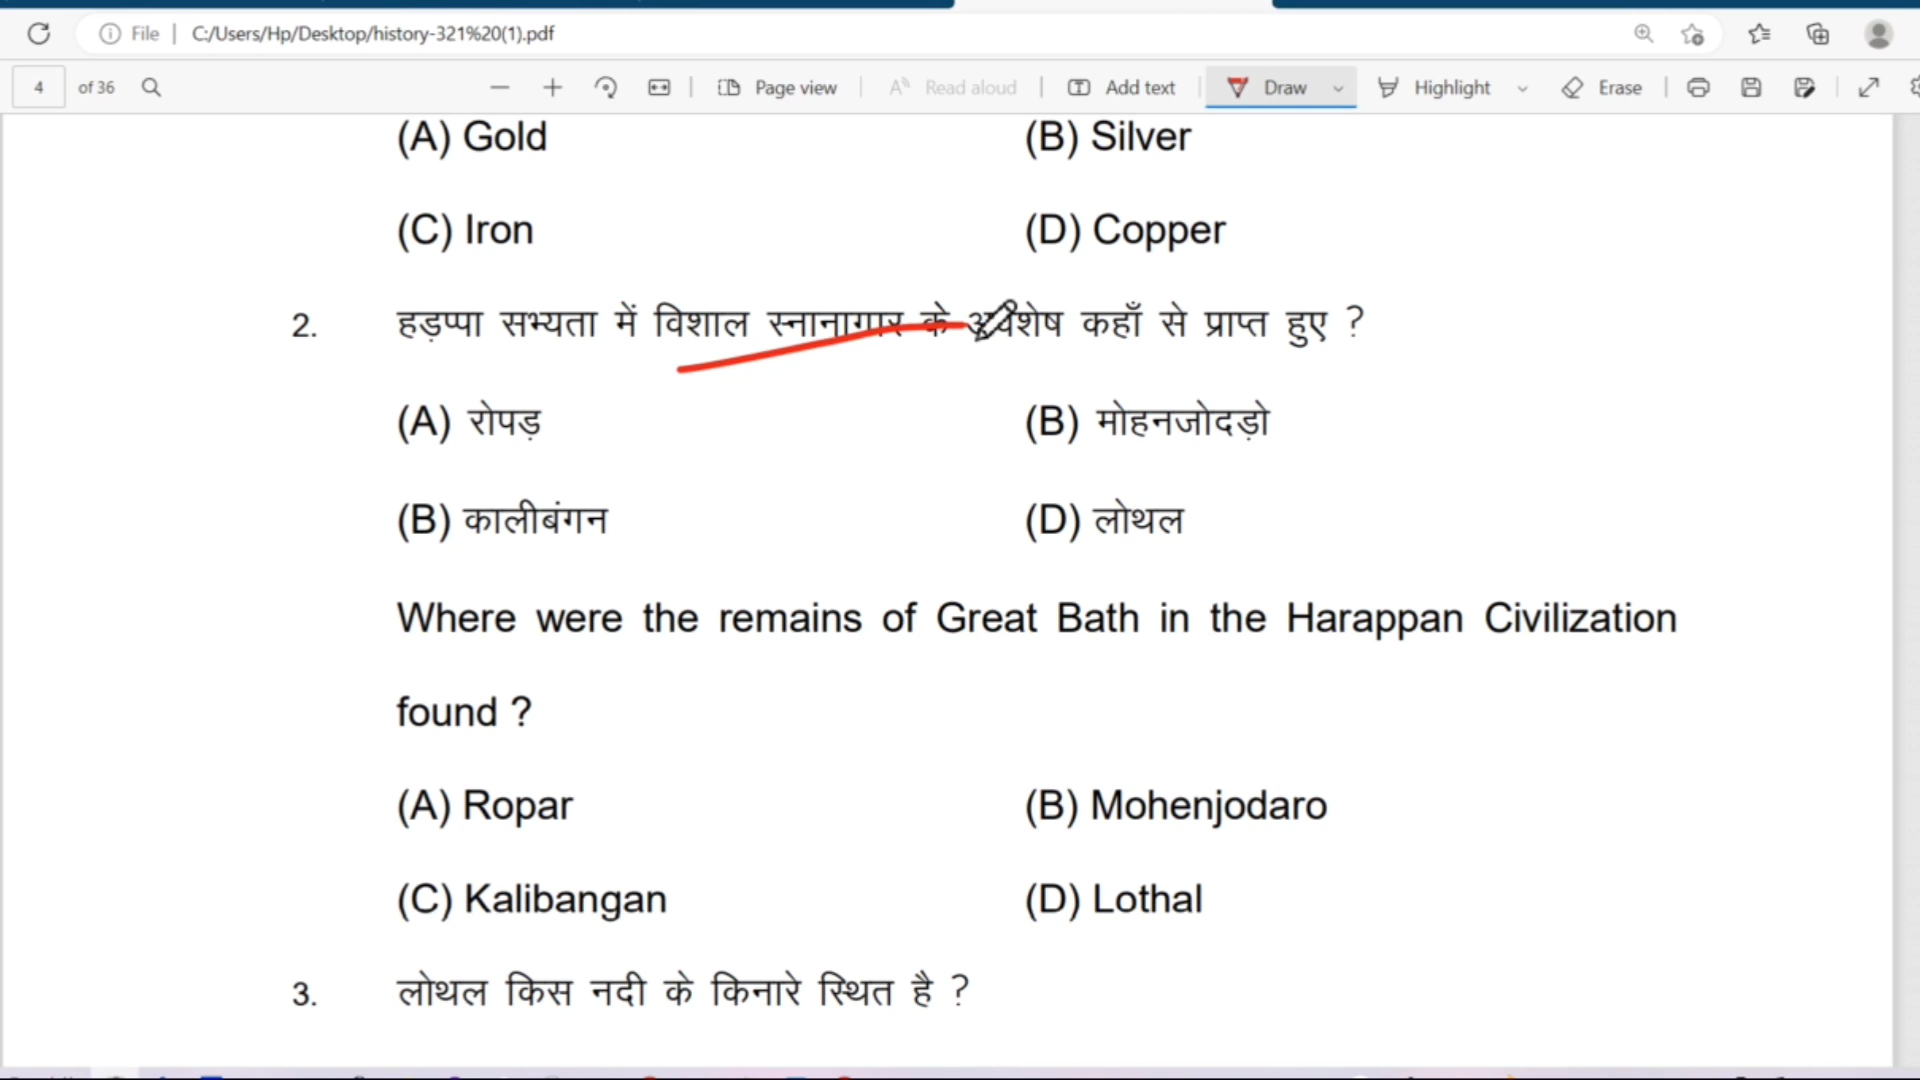 File | C:/Users/Hp/Desktop/history-321%20(1).pdf
4 of 36 Page view Read aloud Add text Draw Highlight Erase
(A) Gold (B) Silver
(C) Iron (D) Copper
2. हड़प्पा सभ्यता में विशाल स्नानागार के अवशेष कहाँ से प्राप्त हुए ?
(A) रोपड़ (B) मोहनजोदड़ो
(B) कालीबंगन (D) लोथल
Where were the remains of Great Bath in the Harappan Civilization
found ?
(A) Ropar (B) Mohenjodaro
(C) Kalibangan (D) Lothal
3. लोथल किस नदी के किनारे स्थित है ?